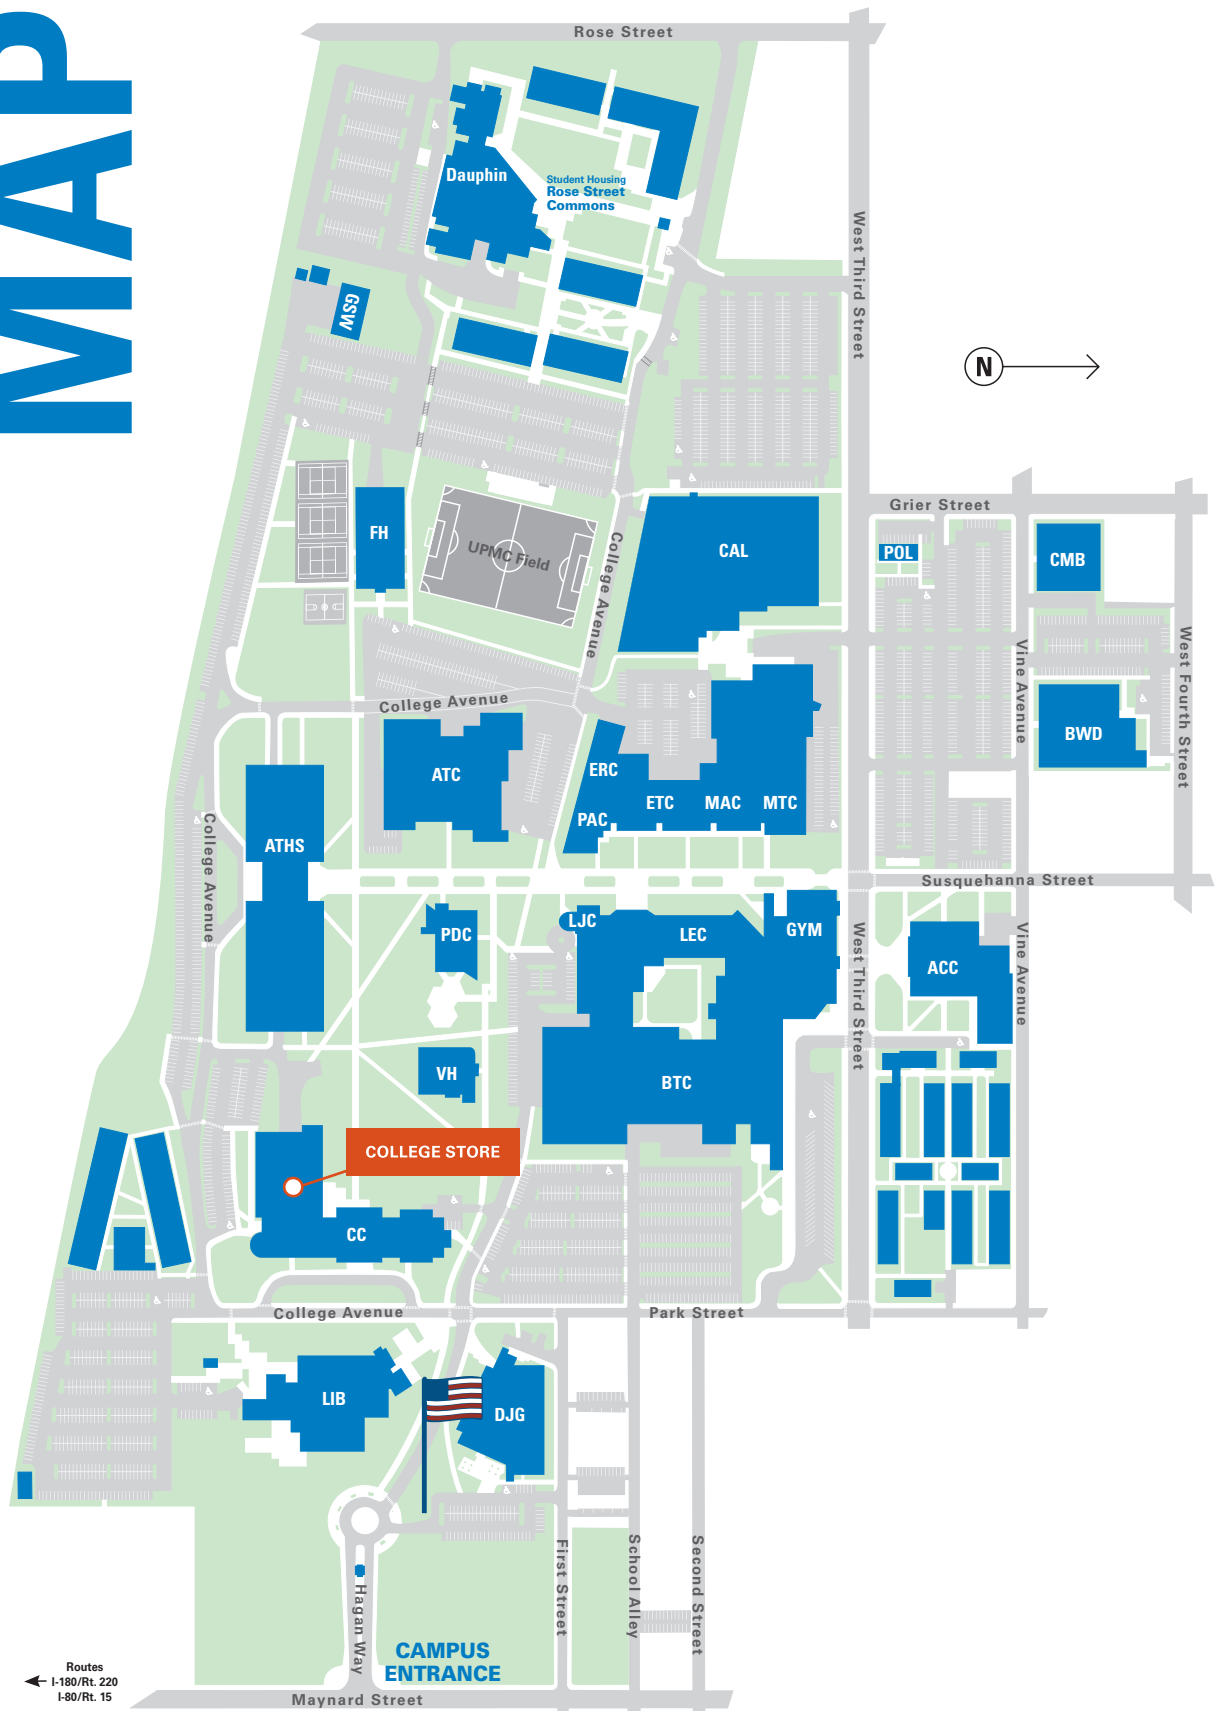 MAP
Rose Street
Dauphin
Student Housing
Rose Street
Commons
West Third Street
GSW
N
Grier Street
FH
UPMC Field
College Avenue
CAL
POL
CMB
Vine Avenue
West Fourth Street
College Avenue
BWD
ATC
ERC
ETC
MAC
MTC
PAC
ATHS
College Avenue
Susquehanna Street
PDC
LJC
LEC
GYM
West Third Street
ACC
Vine Avenue
VH
BTC
COLLEGE STORE
CC
College Avenue
Park Street
LIB
DJG
First Street
School Alley
Second Street
Hagan Way
CAMPUS
ENTRANCE
Routes
I-180/Rt. 220
I-80/Rt. 15
Maynard Street